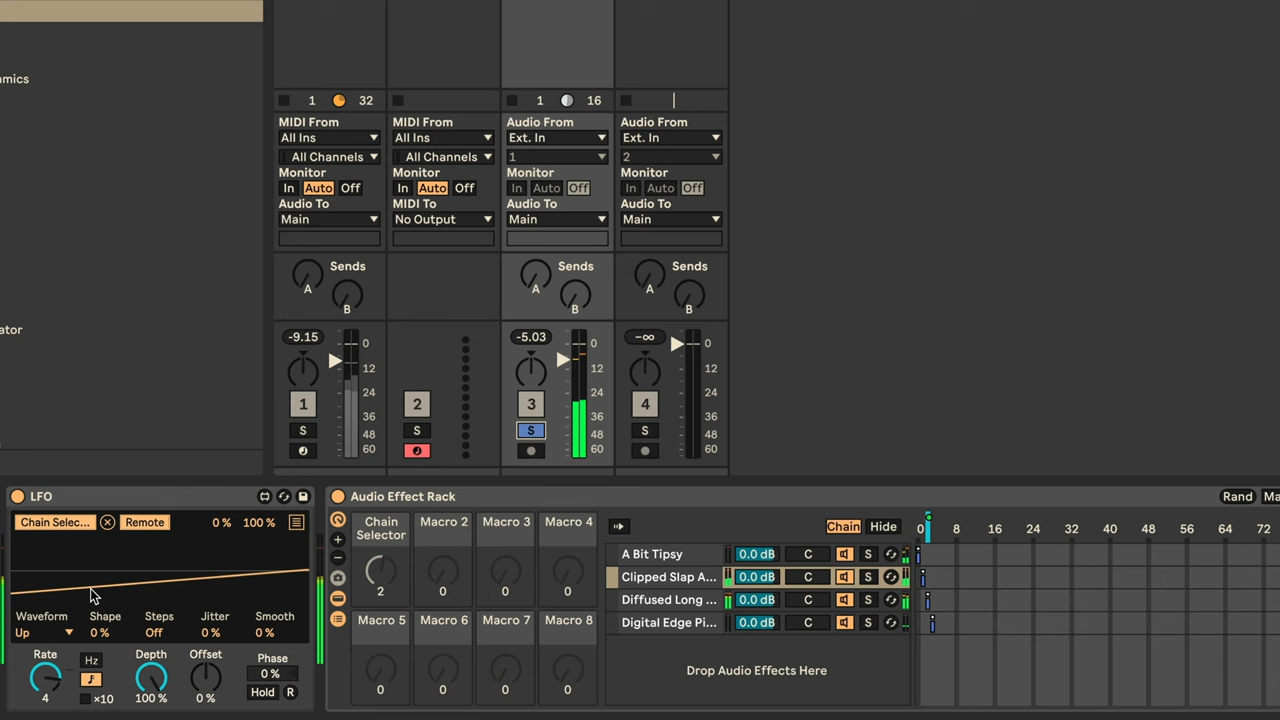 mics
1 32
1 16
MIDI From
MIDI From
Audio From
Audio From
All Ins
All Ins
Ext. In
Ext. In
All Channels
All Channels
1
2
Monitor
Monitor
Monitor
Monitor
In Auto Off
In Auto Off
In Auto Off
In Auto Off
Audio To
MIDI To
Audio To
Audio To
Main
No Output
Main
Main
Sends
Sends
Sends
A
A
A
B
B
B
ator
-9.15
0
12
24
36
48
60
-5.03
0
12
24
36
48
60
-∞
0
12
24
36
48
60
1
2
3
4
S
S
S
S
LFO
Chain Selec...
Remote
0 %
100 %
Waveform
Shape
Steps
Jitter
Smooth
Up
0 %
Off
0 %
0 %
Rate
Hz
Depth
Offset
Phase
0 %
4
×10
100 %
0 %
Hold
R
Audio Effect Rack
Rand
Ma
Chain Selector
Macro 2
Macro 3
Macro 4
2
0
0
0
Macro 5
Macro 6
Macro 7
Macro 8
0
0
0
0
Chain
Hide
0 8 16 24 32 40 48 56 64 72
A Bit Tipsy
0.0 dB
C
S
Clipped Slap A...
0.0 dB
C
S
Diffused Long ...
0.0 dB
C
S
Digital Edge Pi...
0.0 dB
C
S
Drop Audio Effects Here